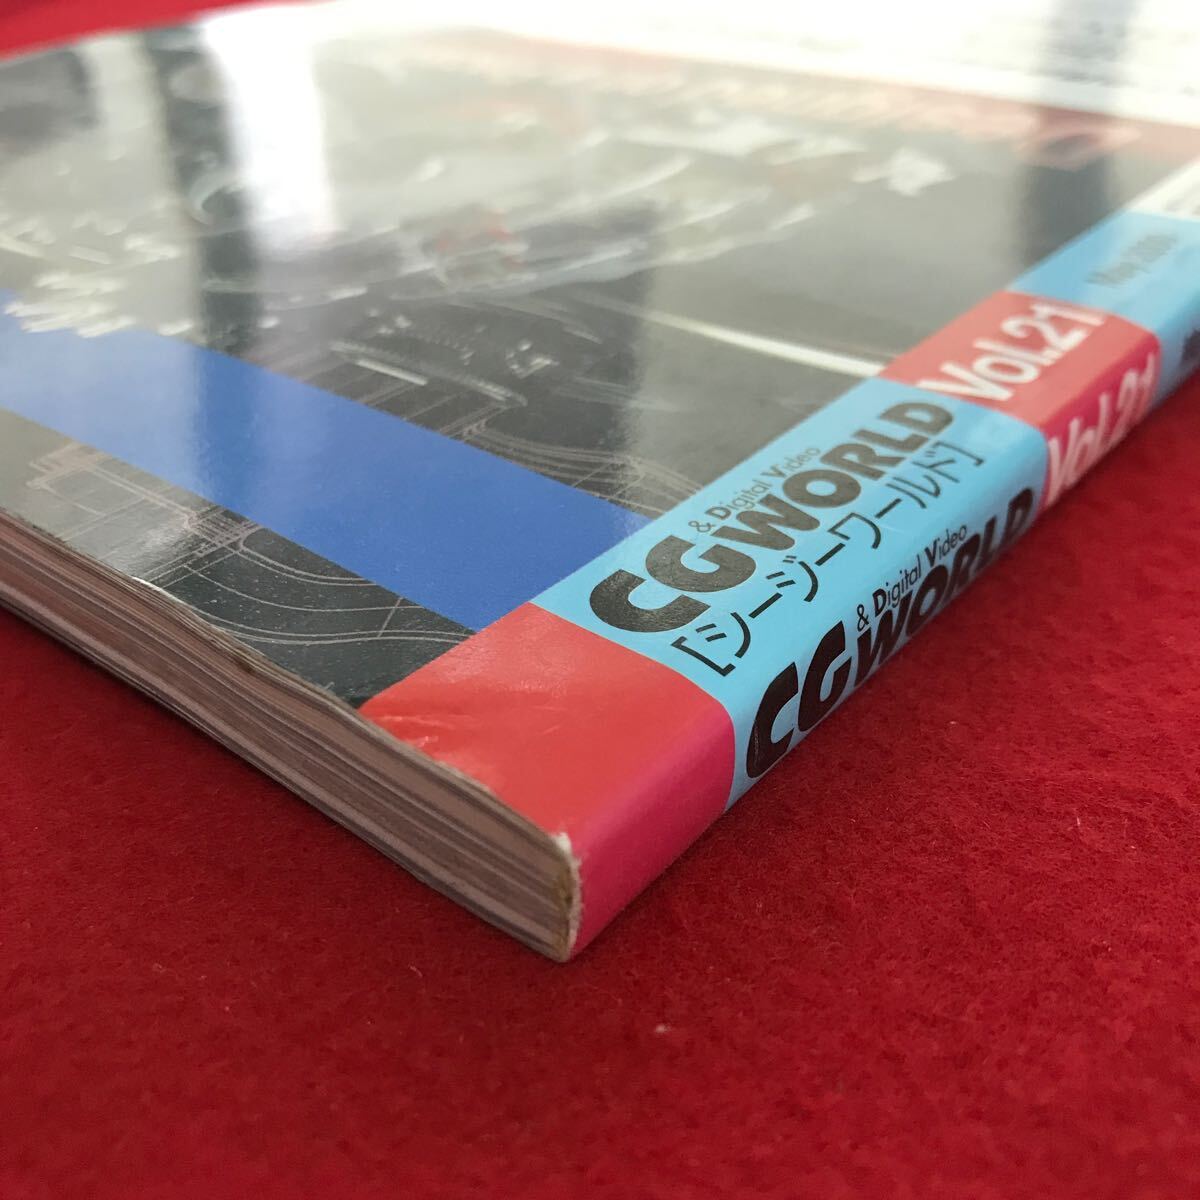 CGWORLD
& Digital Video
[シージーワールド]
Vol.21
CGWORLD
& Digital Video
Vol.21